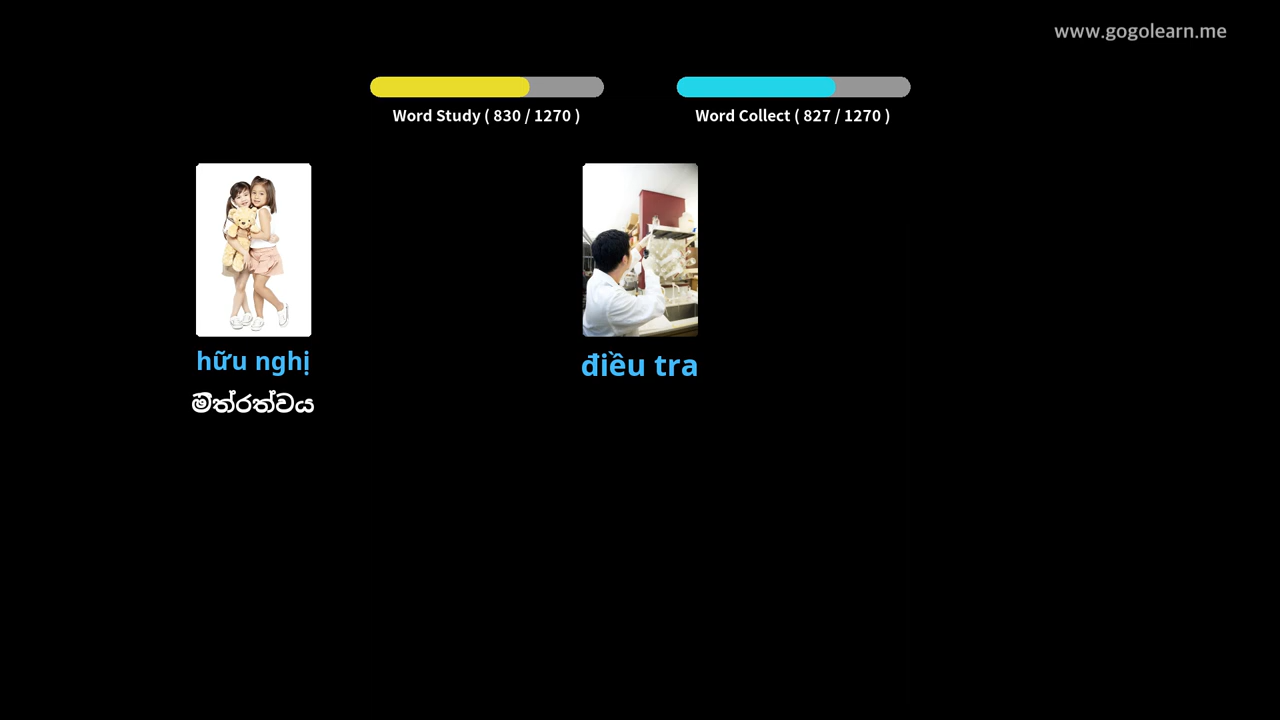 www.gogolearn.me
Word Study ( 830 / 1270 )
Word Collect ( 827 / 1270 )
hữu nghị
điều tra
මිත්රත්වය